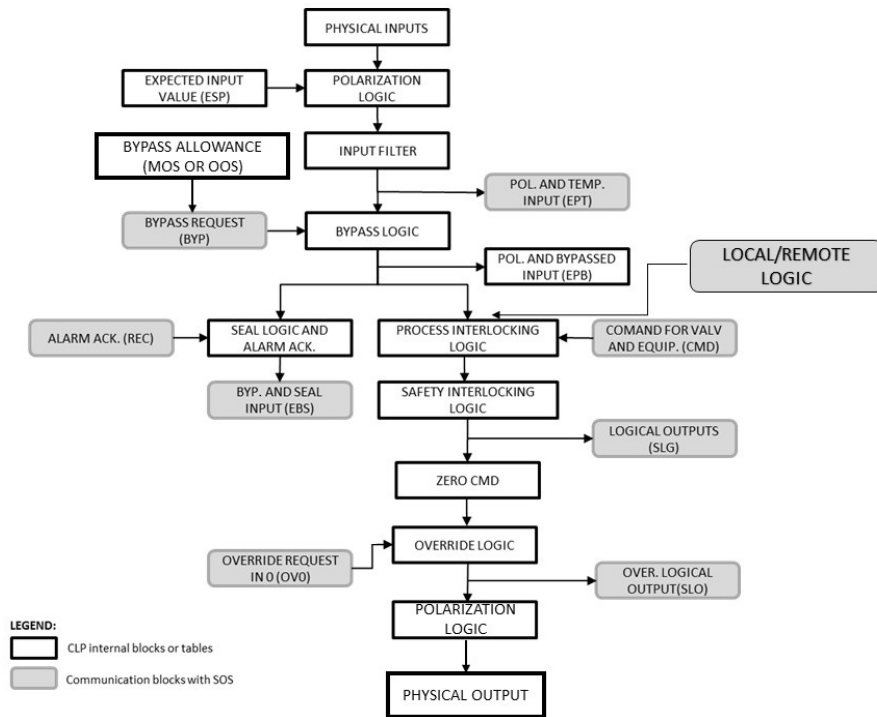 PHYSICAL INPUTS
EXPECTED INPUT
VALUE (ESP)
POLARIZATION
LOGIC
BYPASS ALLOWANCE
(MOS OR OOS)
INPUT FILTER
POL. AND TEMP.
INPUT (EPT)
BYPASS REQUEST
(BYP)
BYPASS LOGIC
POL. AND BYPASSED
INPUT (EPB)
LOCAL/REMOTE
LOGIC
ALARM ACK. (REC)
SEAL LOGIC AND
ALARM ACK.
PROCESS INTERLOCKING
LOGIC
COMAND FOR VALV
AND EQUIP. (CMD)
BYP. AND SEAL
INPUT (EBS)
SAFETY INTERLOCKING
LOGIC
LOGICAL OUTPUTS
(SLG)
ZERO CMD
OVERRIDE REQUEST
IN 0 (OV0)
OVERRIDE LOGIC
OVER. LOGICAL
OUTPUT(SLO)
POLARIZATION
LOGIC
PHYSICAL OUTPUT
LEGEND:
CLP internal blocks or tables
Communication blocks with SOS